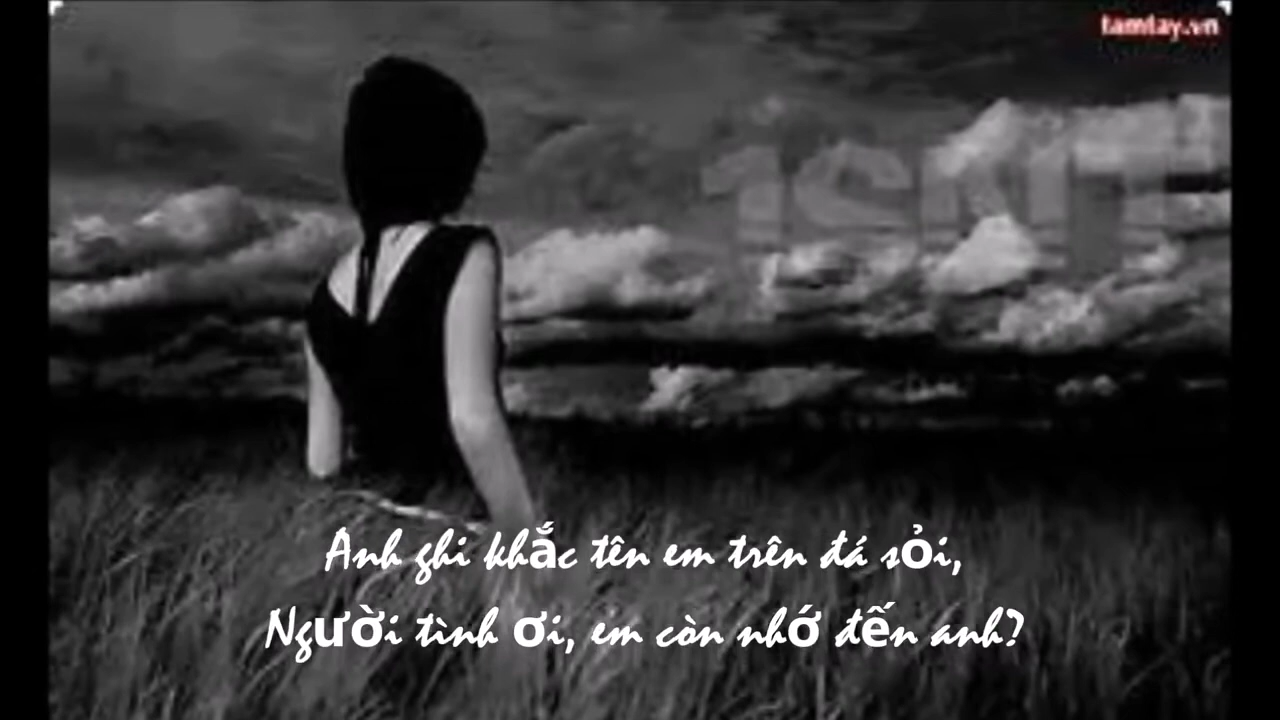 tamtay.vn
Anh ghi khắc tên em trên đá sỏi,
Người tình ơi, em còn nhớ đến anh?